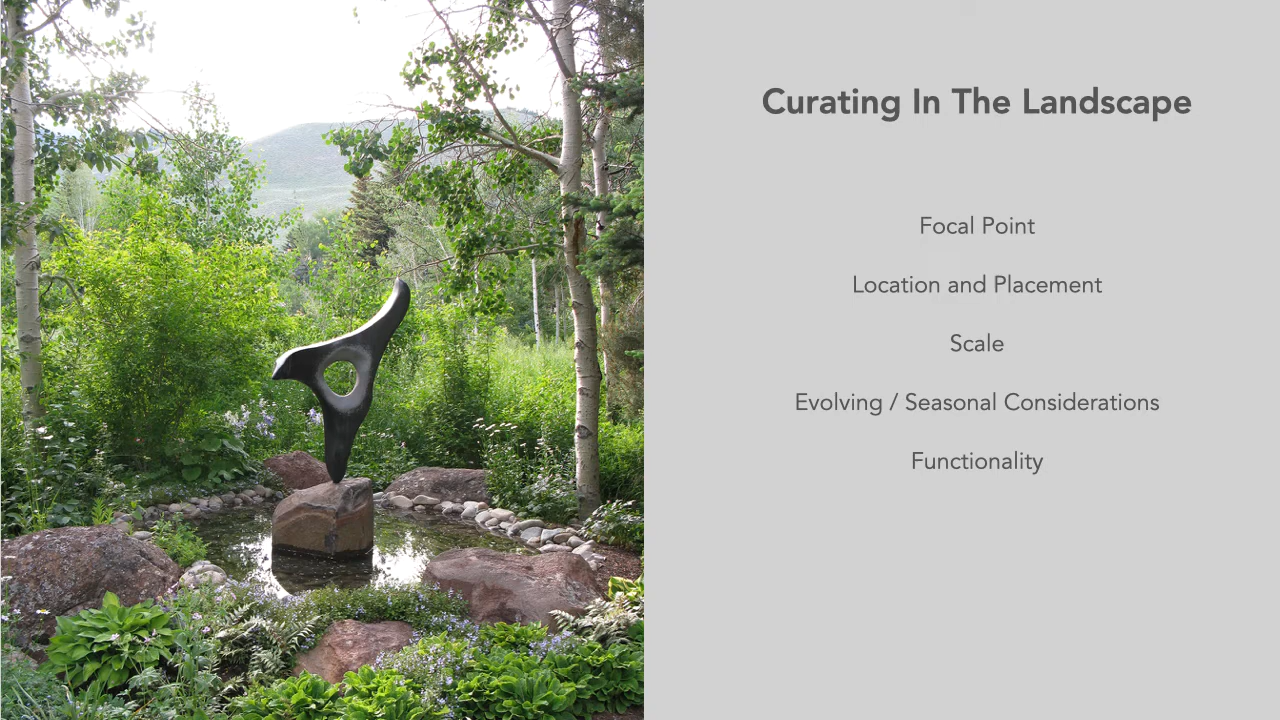 Curating In The Landscape
Focal Point
Location and Placement
Scale
Evolving / Seasonal Considerations
Functionality